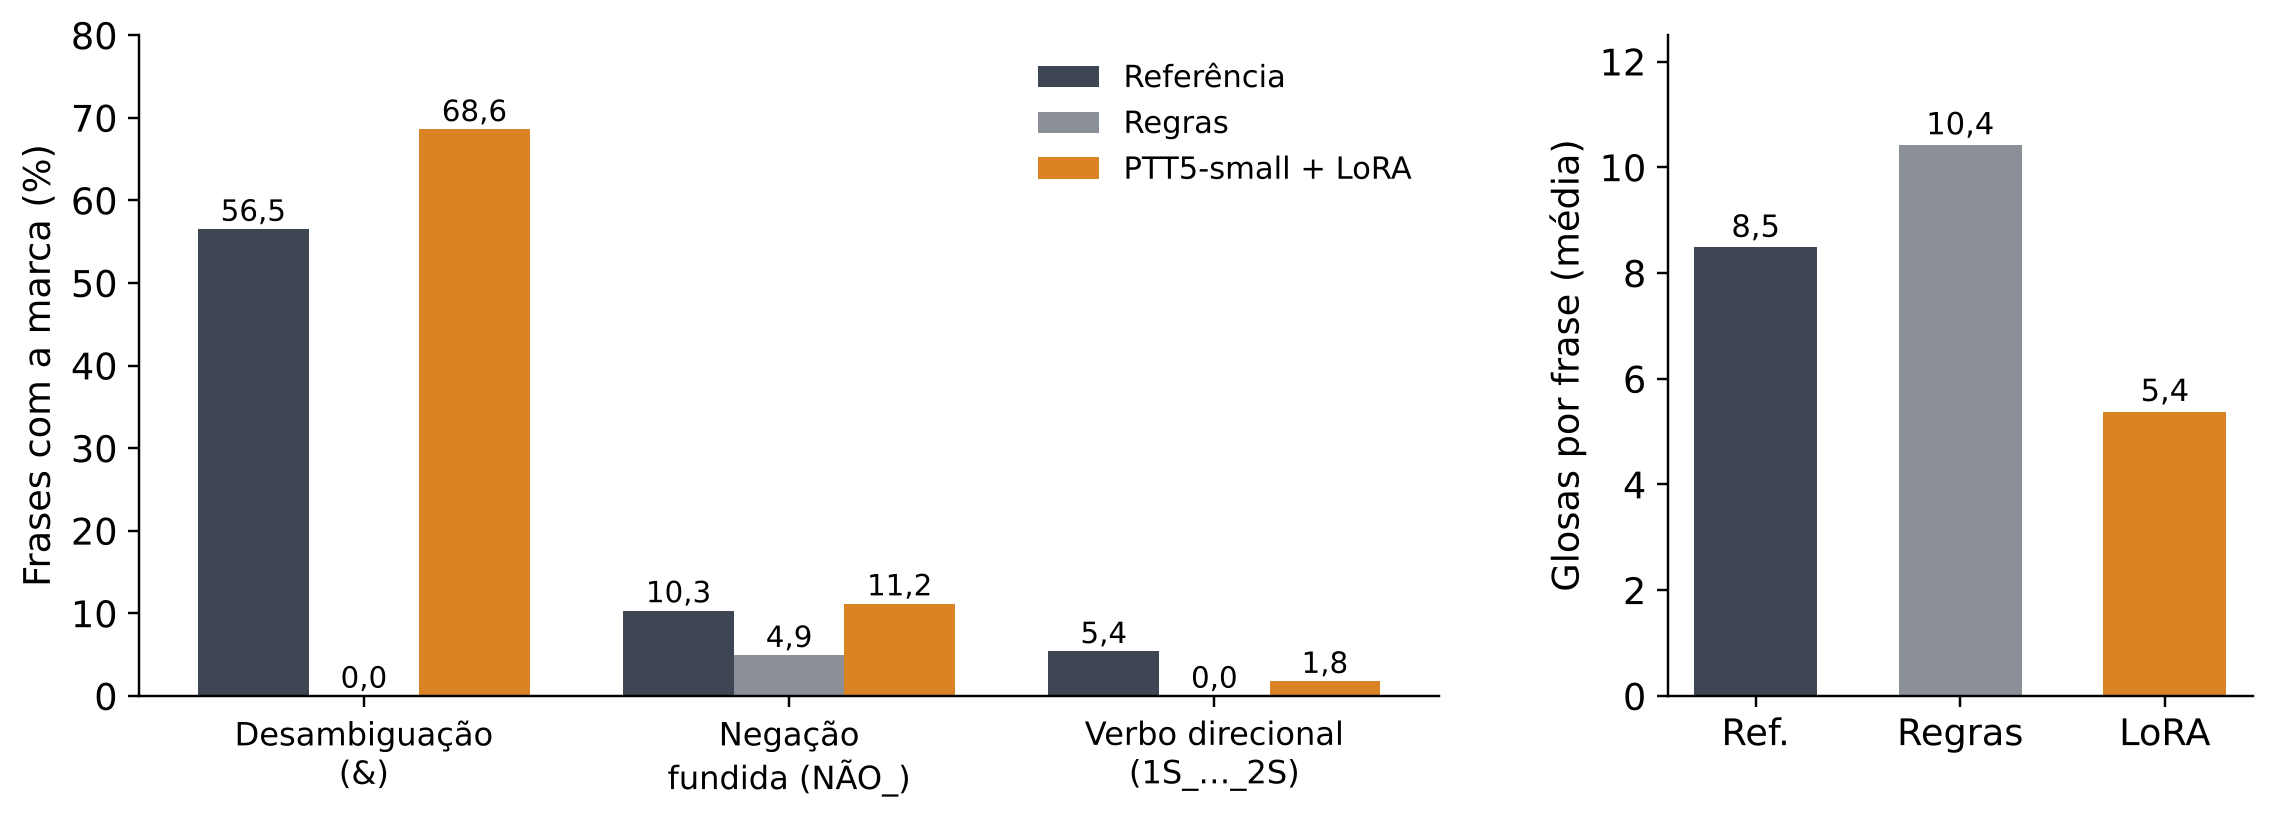 Frases com a marca (%)
80
70
60
50
40
30
20
10
0
56,5
0,0
68,6
10,3
4,9
11,2
5,4
0,0
1,8
Desambiguação
(&)
Negação
fundida (NÃO_)
Verbo direcional
(1S_..._2S)
Referência
Regras
PTT5-small + LoRA
Glosas por frase (média)
12
10
8
6
4
2
0
8,5
10,4
5,4
Ref.
Regras
LoRA